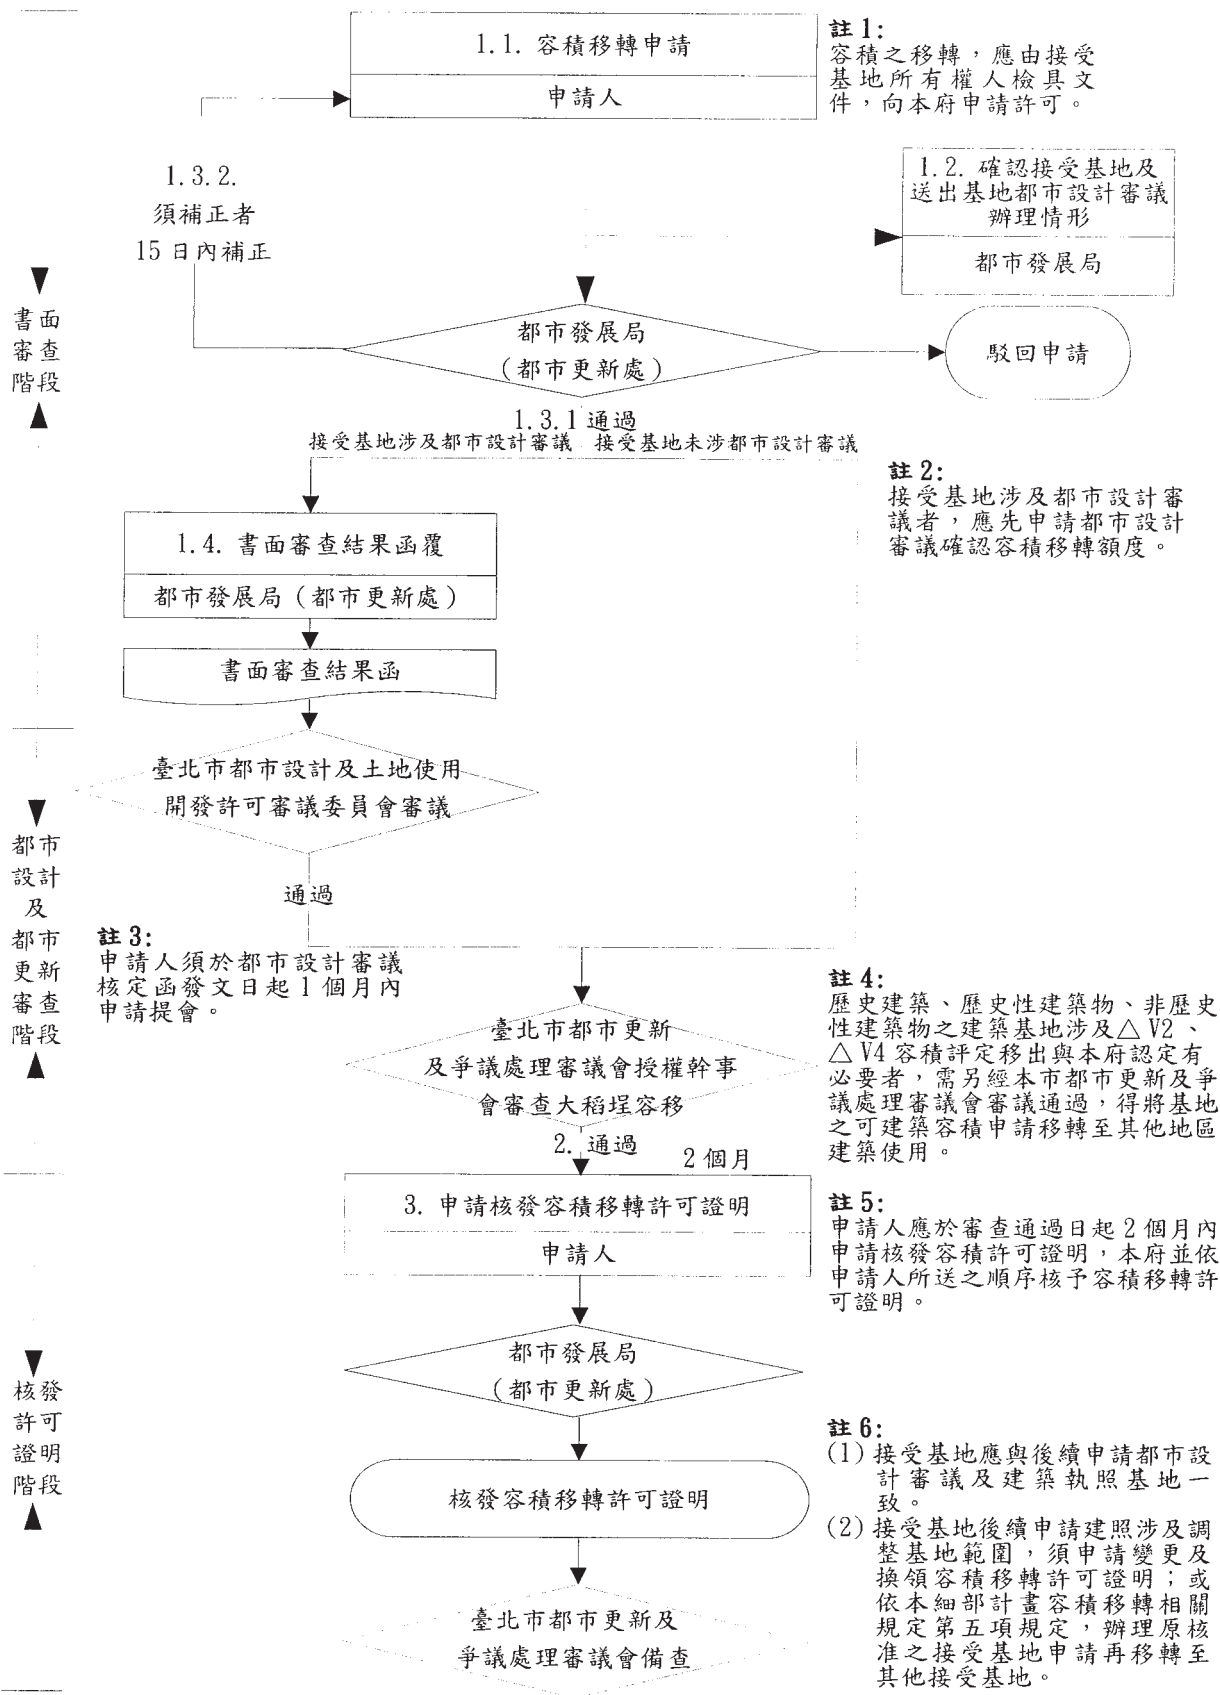 1.1. 容積移轉申請
申請人
註1:
容積之移轉，應由接受
基地所有權人檢具文
件，向本府申請許可。
1.3.2.
須補正者
15日內補正
1.2. 確認接受基地及
送出基地都市設計審議
辦理情形
都市發展局
書面
審查
階段
都市發展局
(都市更新處)
駁回申請
1.3.1 通過
接受基地涉及都市設計審議 接受基地未涉都市設計審議
註2:
接受基地涉及都市設計審
議者，應先申請都市設計
審議確認容積移轉額度。
1.4. 書面審查結果函覆
都市發展局(都市更新處)
書面審查結果函
臺北市都市設計及土地使用
開發許可審議委員會審議
通過
都市
設計
及
都市
更新
審查
階段
註3:
申請人須於都市設計審議
核定函發文日起1個月內
申請提會。
臺北市都市更新
及爭議處理審議會授權幹事
會審查大稻埕容移
註4:
歷史建築、歷史性建築物、非歷史
性建築物之建築基地涉及△V2、
△V4容積評定移出與本府認定有
必要者，需另經本市都市更新及爭
議處理審議會審議通過，得將基地
之可建築容積申請移轉至其他地區
建築使用。
2. 通過
2個月
3. 申請核發容積移轉許可證明
申請人
註5:
申請人應於審查通過日起2個月內
申請核發容積許可證明，本府並依
申請人所送之順序核予容積移轉許
可證明。
都市發展局
(都市更新處)
核發
許可
證明
階段
核發容積移轉許可證明
臺北市都市更新及
爭議處理審議會備查
註6:
(1)接受基地應與後續申請都市設
計審議及建築執照基地一
致。
(2)接受基地後續申請建照涉及調
整基地範圍，須申請變更及
換領容積移轉許可證明；或
依本細部計畫容積移轉相關
規定第五項規定，辦理原核
准之接受基地申請再移轉至
其他接受基地。